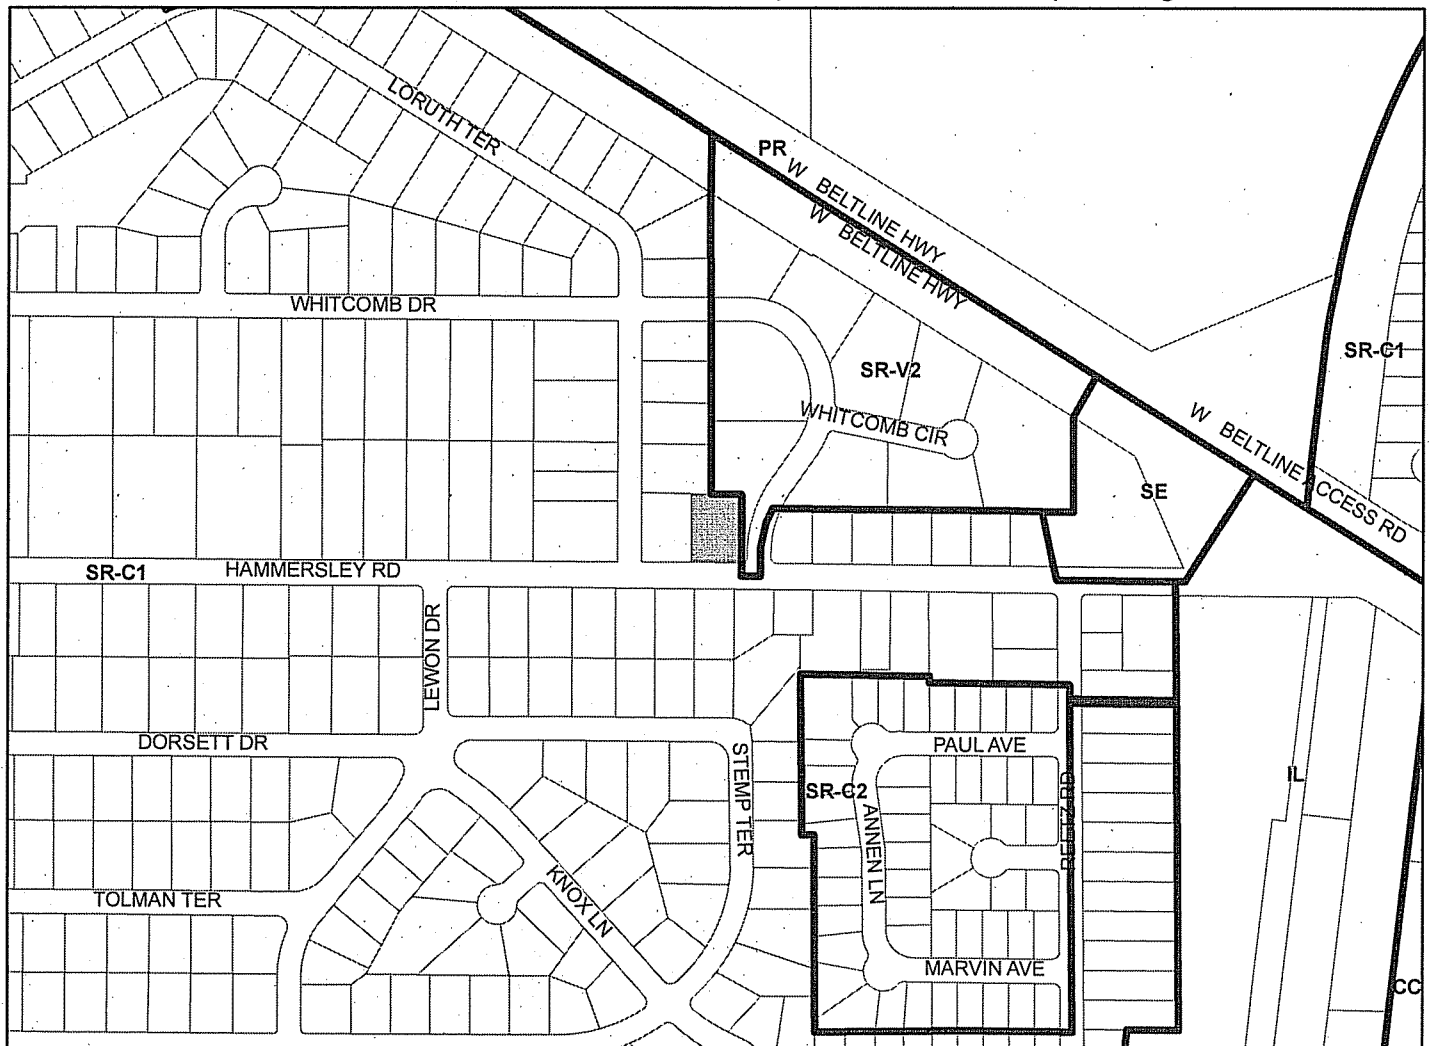 LORUTH TER
PR
W BELTLINE HWY
W BELTLINE HWY
WHITCOMB DR
SR-V2
SR-C1
WHITCOMB CIR
W BELTLINE ACCESS RD
SE
SR-C1
HAMMERSLEY RD
LEWON DR
DORSETT DR
STEMP TER
PAUL AVE
SR-C2
REETZ RD
IL
ANNEN LN
KNOX LN
TOLMAN TER
MARVIN AVE
CC